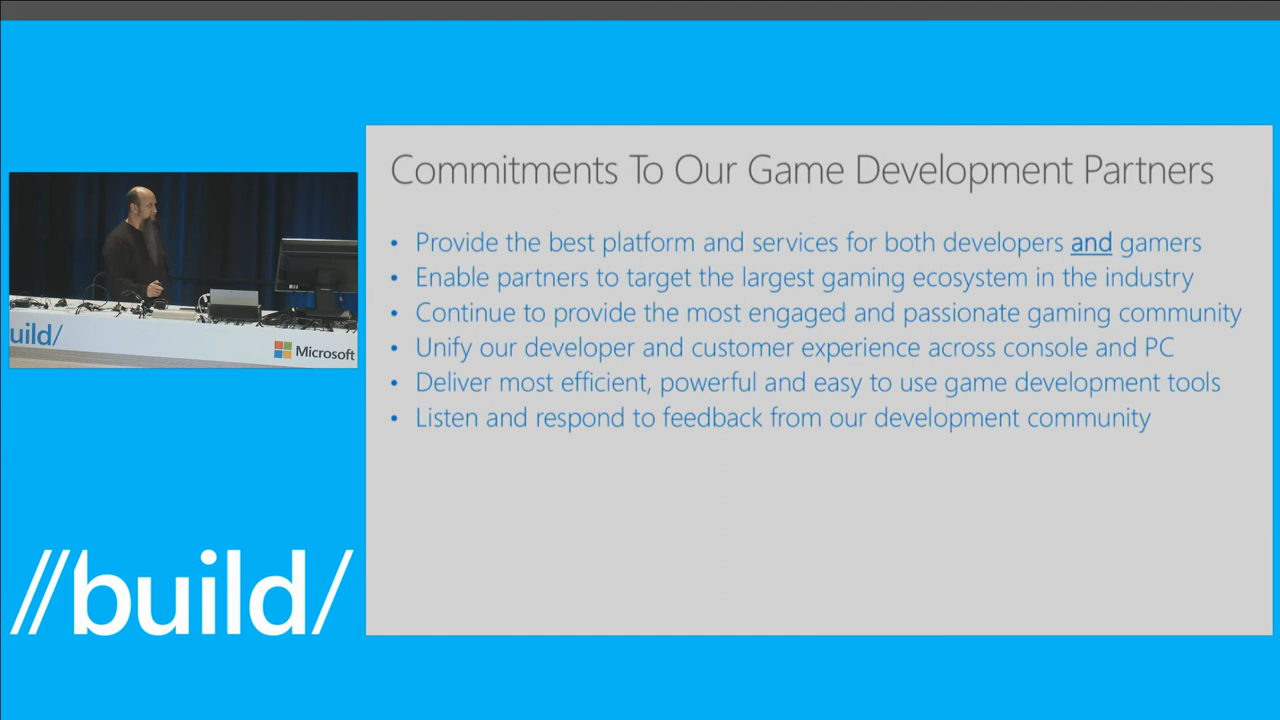 Commitments To Our Game Development Partners
• Provide the best platform and services for both developers and gamers
• Enable partners to target the largest gaming ecosystem in the industry
• Continue to provide the most engaged and passionate gaming community
• Unify our developer and customer experience across console and PC
• Deliver most efficient, powerful and easy to use game development tools
• Listen and respond to feedback from our development community
uild/
Microsoft
//build/